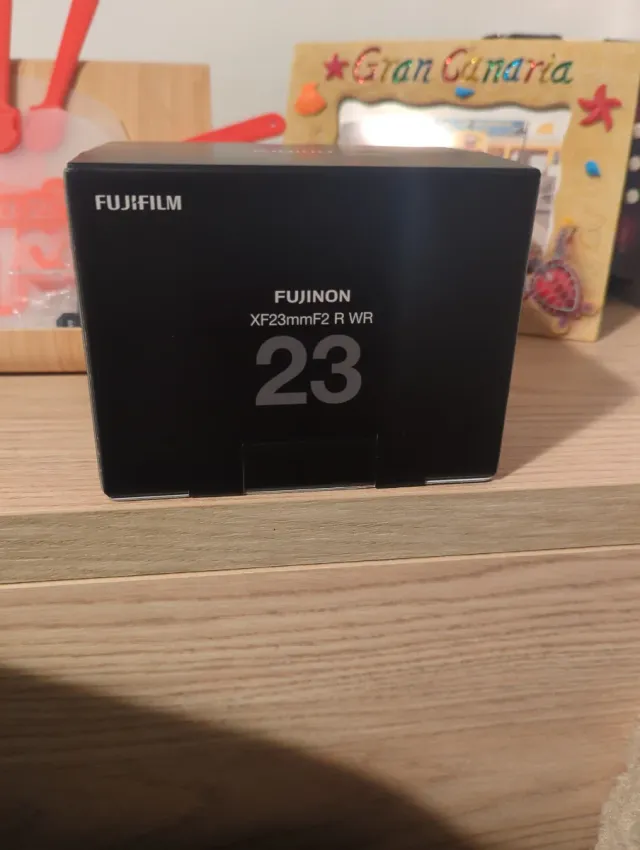 Gran Canaria
FUJIFILM
FUJINON
XF23mmF2 R WR
23